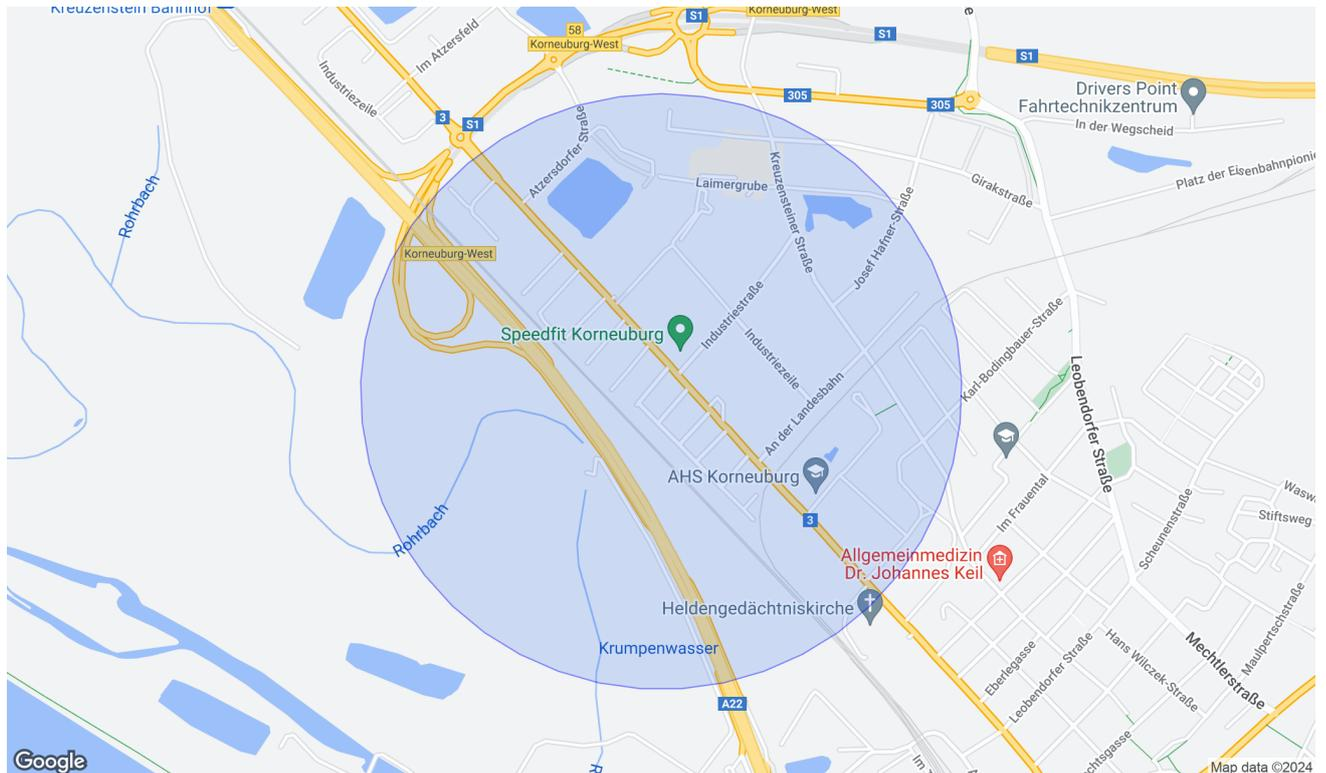 Kreuzenstein Bahnhof
Korneuburg-West
S1
58
Korneuburg-West
S1
S1
Im Atzersfeld
Industriezeile
Drivers Point
Fahrtechnikzentrum
305
305
3
S1
In der Wegscheid
Atzersdorfer Straße
Kreuzensteiner Straße
Laimergrube
Girakstraße
Platz der Eisenbahnpionie
Rohrbach
Josef Hafner-Straße
Korneuburg-West
Speedfit Korneuburg
Industriestraße
Industriezeile
Karl-Bodingbauer-Straße
Leobendorfer Straße
An der Landesbahn
AHS Korneuburg
Im Frauental
Scheunenstraße
Wasw
Stiftsweg
3
Rohrbach
Allgemeinmedizin
Dr. Johannes Keil
Heldengedächtniskirche
Krumpenwasser
Eberlegasse
Leobendorfer Straße
Hans Wilczek-Straße
Mechtlerstraße
Maulpertschstraße
A22
chtsgasse
Google
Map data ©2024